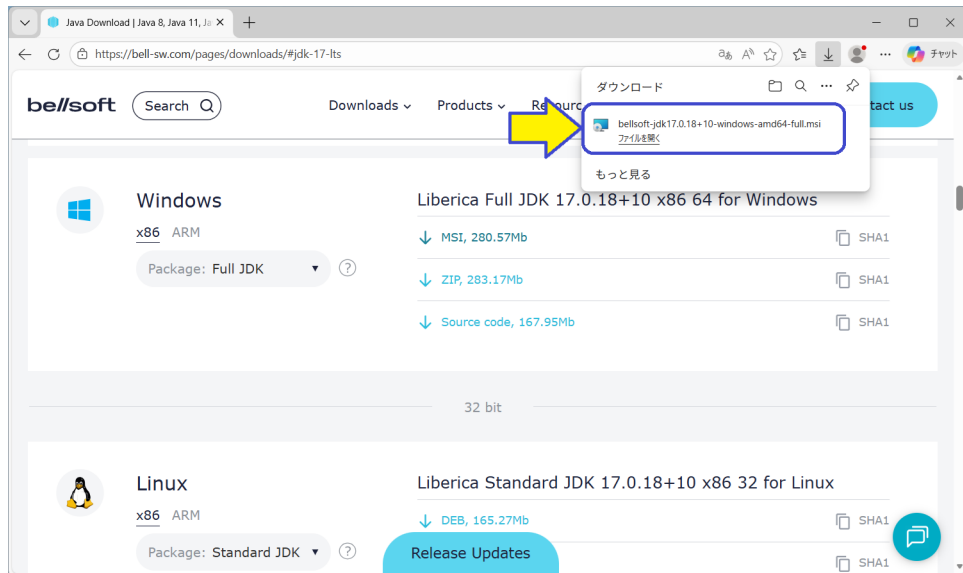 Java Download | Java 8, Java 11, Ja
https://bell-sw.com/pages/downloads/#jdk-17-lts
チャット
bellsoft
Search
Downloads
Products
Resourc
tact us
ダウンロード
bellsoft-jdk17.0.18+10-windows-amd64-full.msi
ファイルを開く
もっと見る
Windows
x86 ARM
Package: Full JDK
?
Liberica Full JDK 17.0.18+10 x86 64 for Windows
MSI, 280.57Mb SHA1
ZIP, 283.17Mb SHA1
Source code, 167.95Mb SHA1
32 bit
Linux
x86 ARM
Package: Standard JDK
?
Liberica Standard JDK 17.0.18+10 x86 32 for Linux
DEB, 165.27Mb SHA1
SHA1
Release Updates